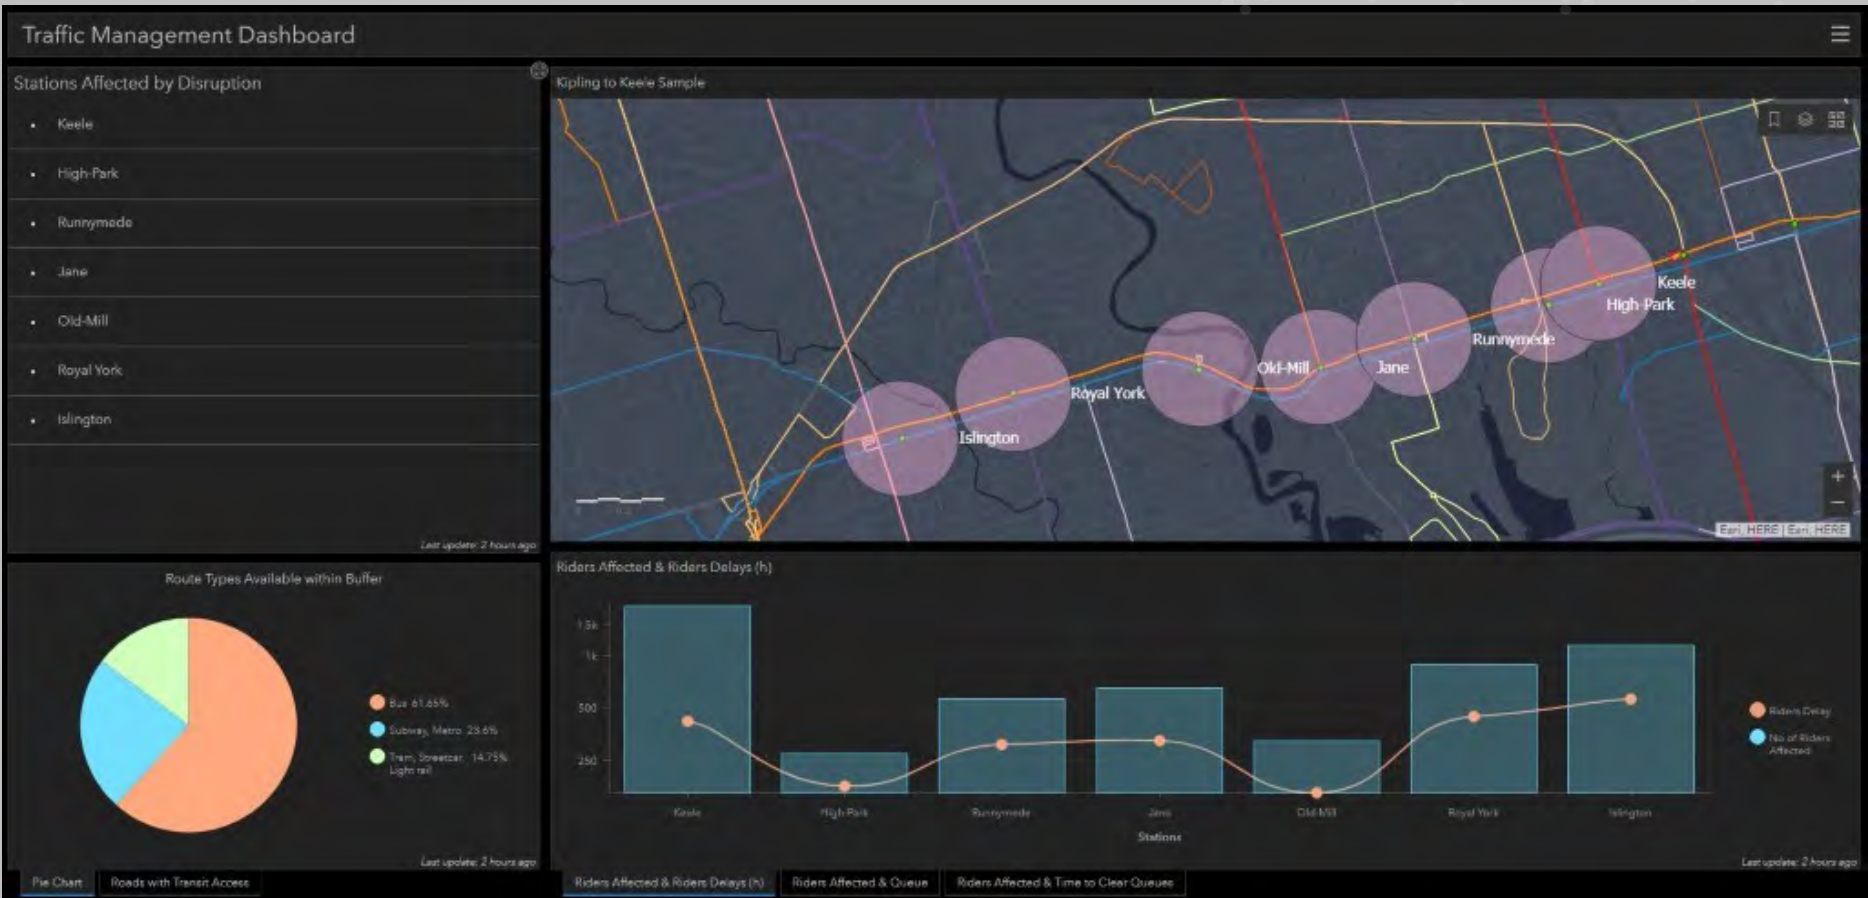 Traffic Management Dashboard
Stations Affected by Disruption
• Keele
• High-Park
• Runnymede
• Jane
• Old-Mill
• Royal York
• Islington
Last update: 2 hours ago
Kipling to Keele Sample
Keele
High-Park
Runnymede
Jane
Old-Mill
Royal York
Islington
Esri, HERE | Esri, HERE
Route Types Available within Buffer
Bus 61.65%
Subway, Metro 23.6%
Tram, Streetcar, 14.75%
Light rail
Last update: 2 hours ago
Pie Chart
Roads with Transit Access
Riders Affected & Riders Delays (h)
1.5k
1k
500
250
Keele
High-Park
Runnymede
Jane
Old-Mill
Royal York
Islington
Stations
Riders Delay
No of Riders
Affected
Last update: 2 hours ago
Riders Affected & Riders Delays (h)
Riders Affected & Queue
Riders Affected & Time to Clear Queues